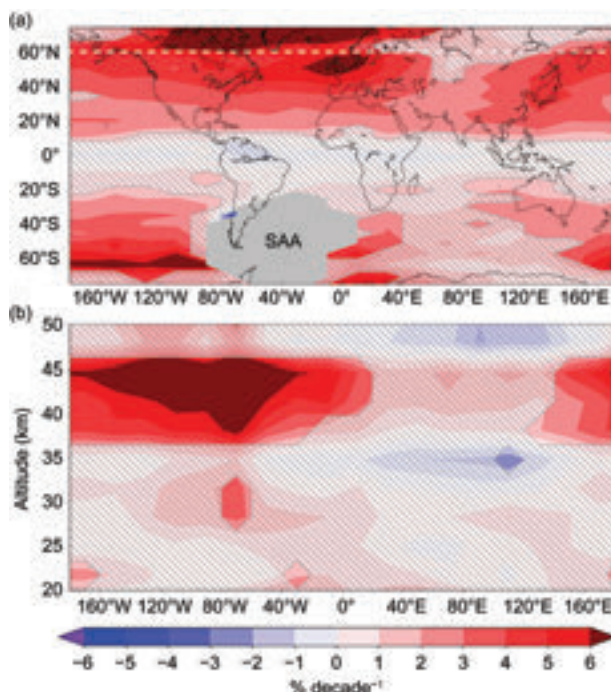 (a)
60°N
40°N
20°N
0°
20°S
40°S
60°S
SAA
160°W 120°W 80°W 40°W 0° 40°E 80°E 120°E 160°E
(b)
50
45
40
35
30
25
20
Altitude (km)
160°W 120°W 80°W 40°W 0° 40°E 80°E 120°E 160°E
−6 −5 −4 −3 −2 −1 0 1 2 3 4 5 6
% decade⁻¹